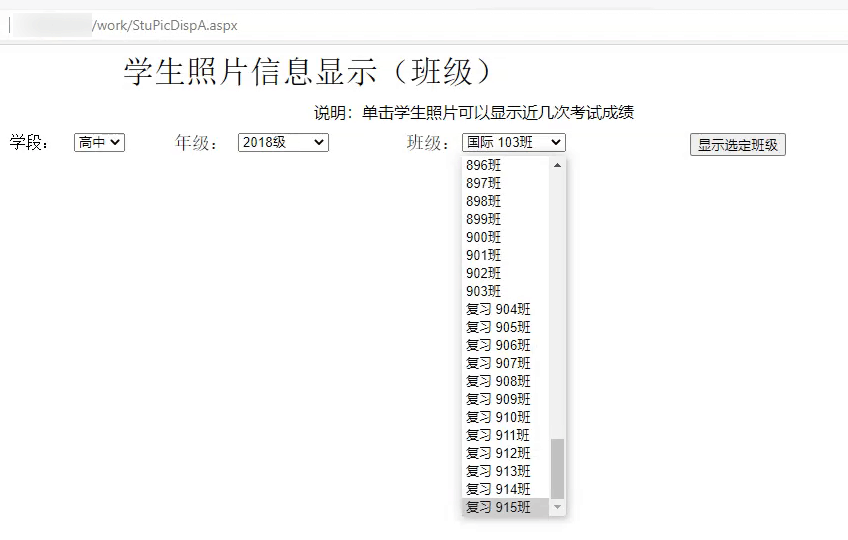 /work/StuPicDispA.aspx
学生照片信息显示（班级）
说明：单击学生照片可以显示近几次考试成绩
学段： 高中 年级： 2018级 班级： 国际 103班 显示选定班级
896班
897班
898班
899班
900班
901班
902班
903班
复习 904班
复习 905班
复习 906班
复习 907班
复习 908班
复习 909班
复习 910班
复习 911班
复习 912班
复习 913班
复习 914班
复习 915班